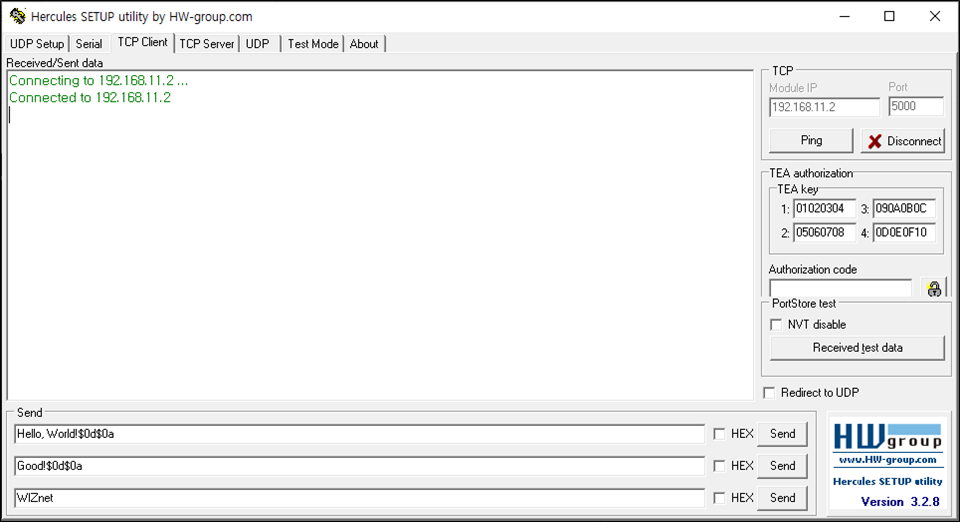 Hercules SETUP utility by HW-group.com
UDP Setup Serial TCP Client TCP Server UDP Test Mode About
Received/Sent data
Connecting to 192.168.11.2 ...
Connected to 192.168.11.2
TCP
Module IP Port
192.168.11.2 5000
Ping Disconnect
TEA authorization
TEA key
1: 01020304 3: 090A0B0C
2: 05060708 4: 0D0E0F10
Authorization code
PortStore test
NVT disable
Received test data
Redirect to UDP
Send
Hello, World!$0d$0a HEX Send
Good!$0d$0a HEX Send
WIZnet HEX Send
HW group
www.HW-group.com
Hercules SETUP utility
Version 3.2.8